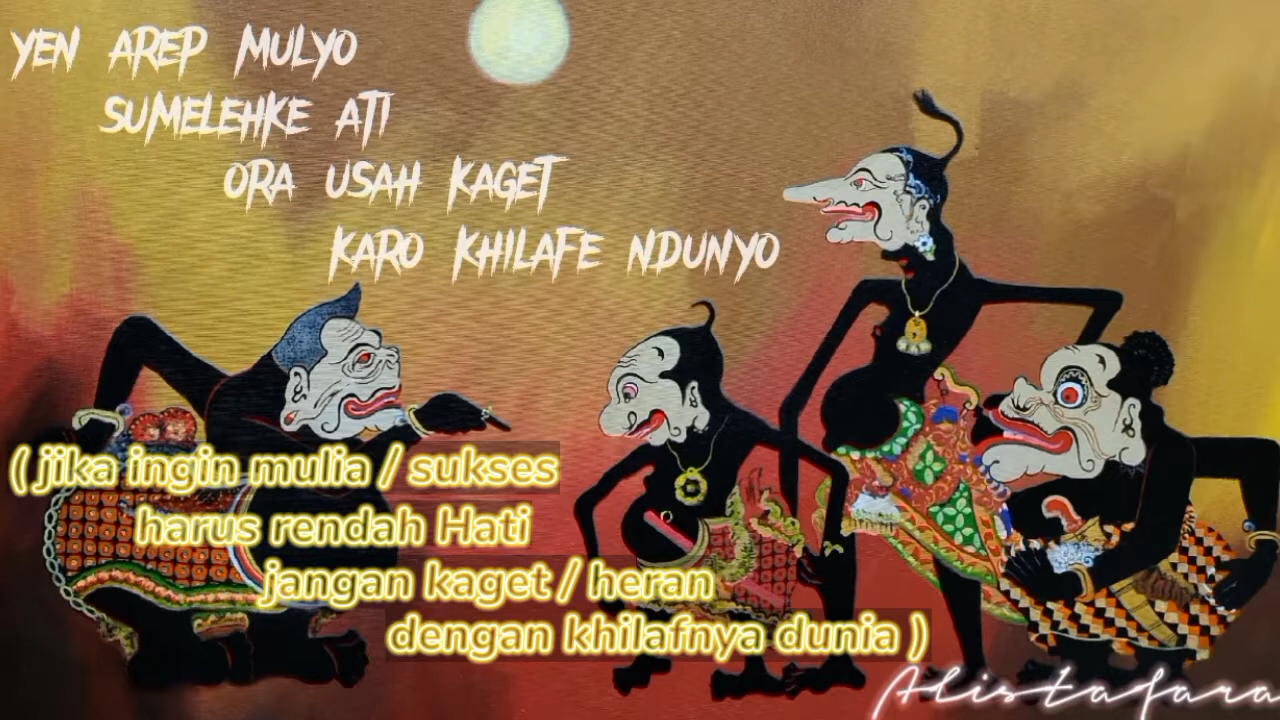 YEN AREP MULYO
SUMELEHKE ATI
ORA USAH KAGET
KARO KHILAFE NDUNYO
( jika ingin mulia / sukses
harus rendah Hati
jangan kaget / heran
dengan khilafnya dunia )
Alistafara